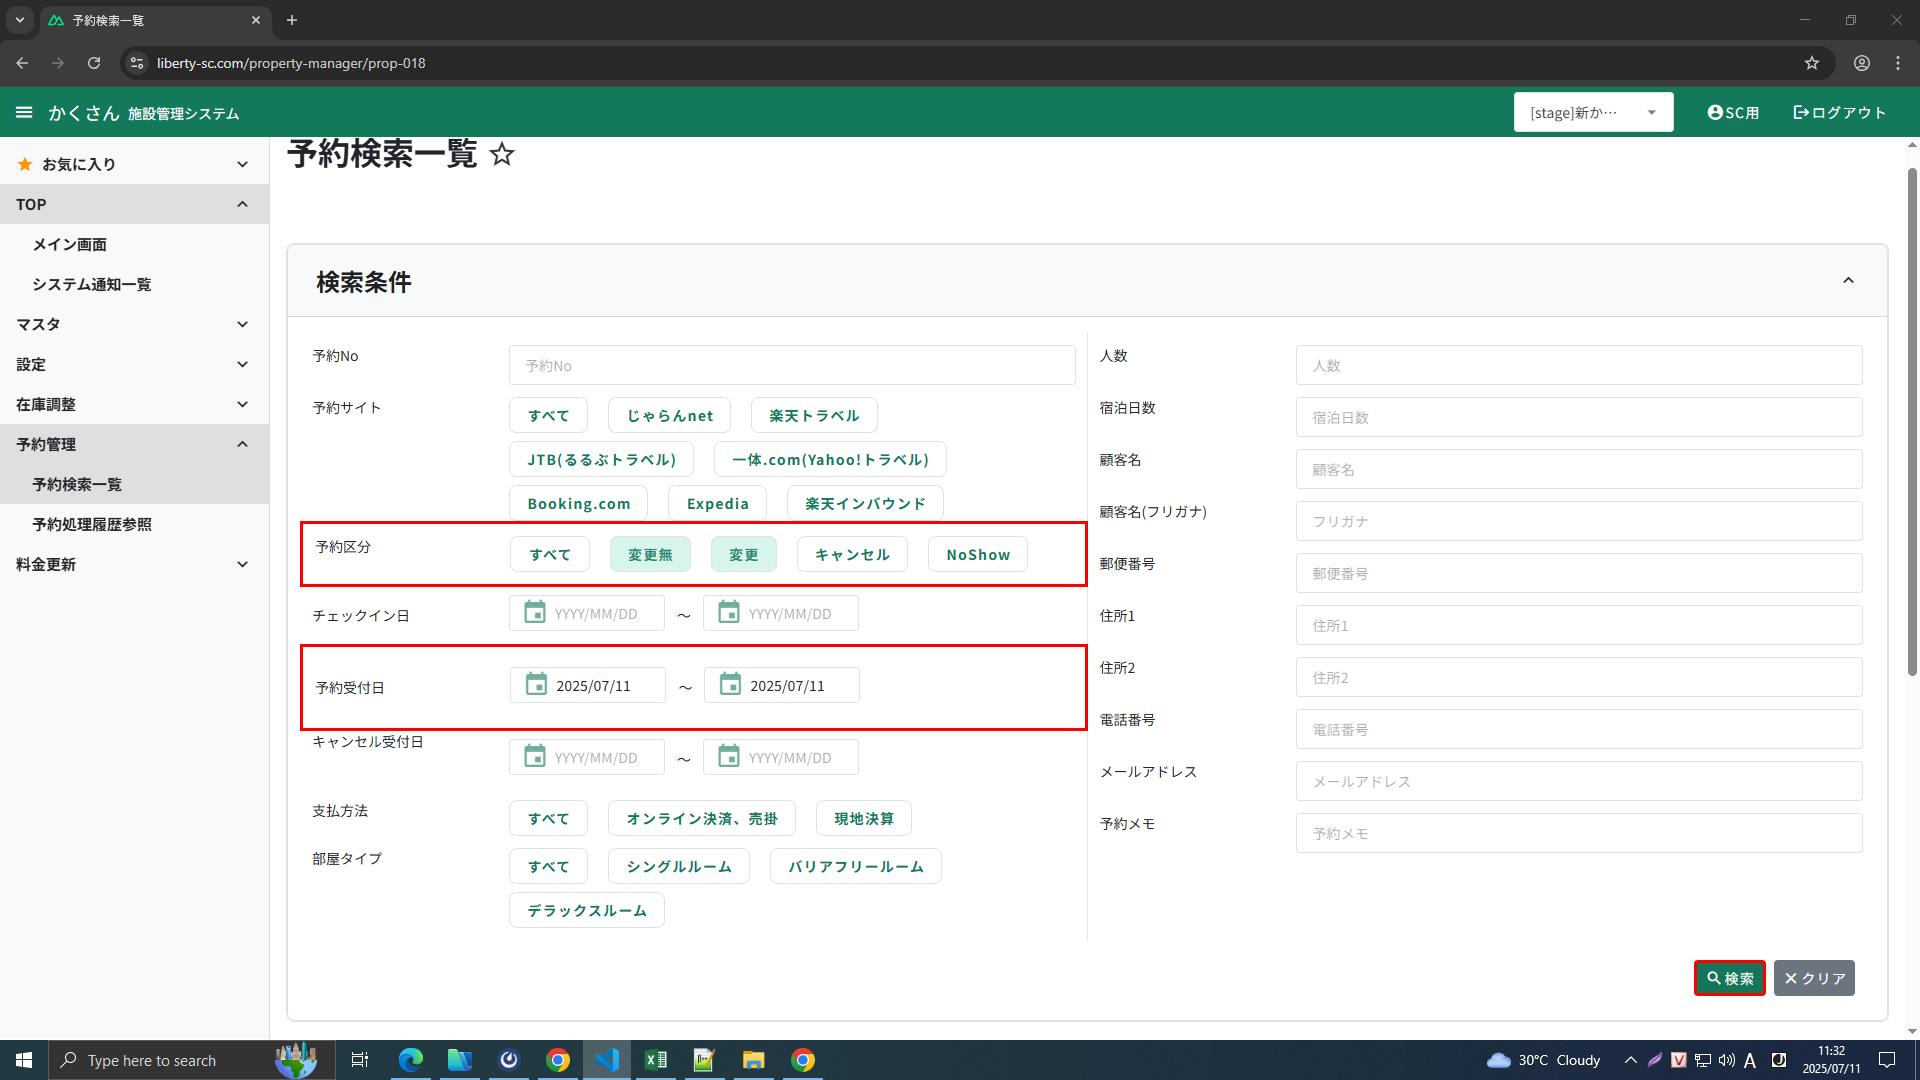 予約検索一覧
liberty-sc.com/property-manager/prop-018
かくさん 施設管理システム
[stage]新か…
SC用
ログアウト
お気に入り
TOP
メイン画面
システム通知一覧
マスタ
設定
在庫調整
予約管理
予約検索一覧
予約処理履歴参照
料金更新
予約検索一覧
検索条件
予約No
予約No
予約サイト
すべて じゃらんnet 楽天トラベル
JTB(るるぶトラベル) 一体.com(Yahoo!トラベル)
Booking.com Expedia 楽天インバウンド
予約区分
すべて 変更無 変更 キャンセル NoShow
チェックイン日
YYYY/MM/DD ～ YYYY/MM/DD
予約受付日
2025/07/11 ～ 2025/07/11
キャンセル受付日
YYYY/MM/DD ～ YYYY/MM/DD
支払方法
すべて オンライン決済、売掛 現地決算
部屋タイプ
すべて シングルルーム バリアフリールーム
デラックスルーム
人数
人数
宿泊日数
宿泊日数
顧客名
顧客名
顧客名(フリガナ)
フリガナ
郵便番号
郵便番号
住所1
住所1
住所2
住所2
電話番号
電話番号
メールアドレス
メールアドレス
予約メモ
予約メモ
検索
クリア
Type here to search
30°C Cloudy
A
11:32
2025/07/11